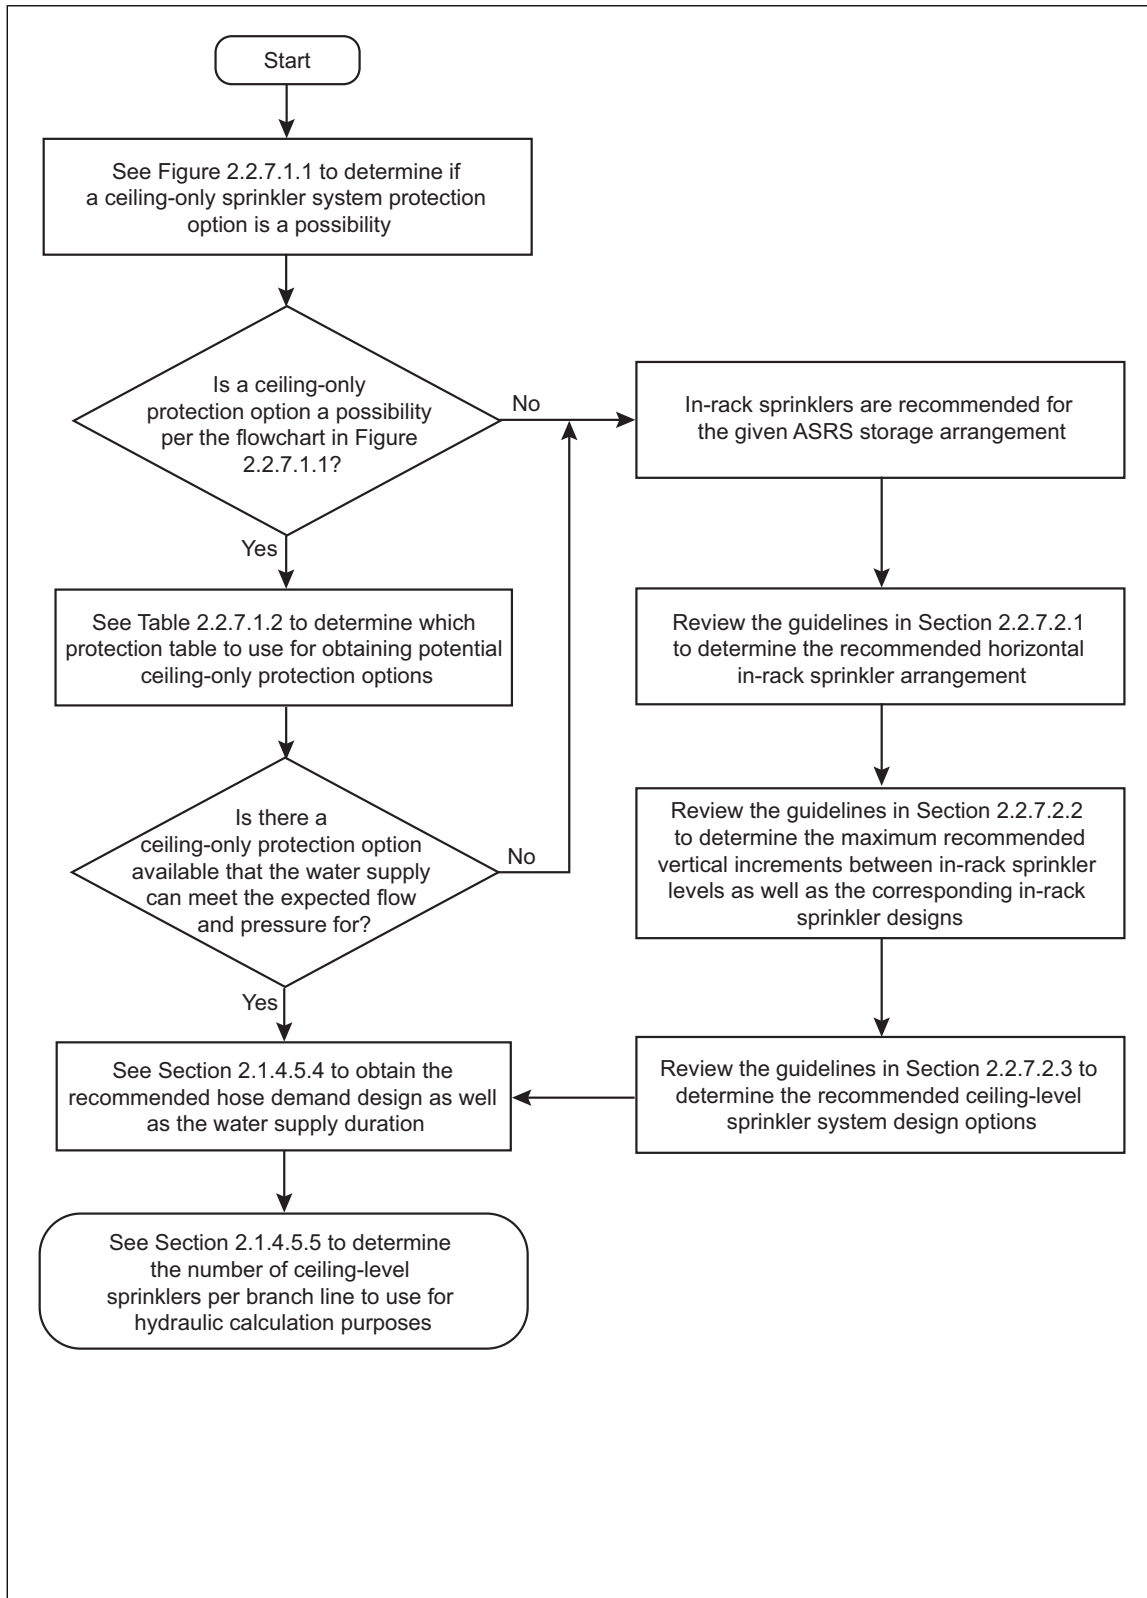 Start
See Figure 2.2.7.1.1 to determine if
a ceiling-only sprinkler system protection
option is a possibility
Is a ceiling-only
protection option a possibility
per the flowchart in Figure
2.2.7.1.1?
No
Yes
In-rack sprinklers are recommended for
the given ASRS storage arrangement
See Table 2.2.7.1.2 to determine which
protection table to use for obtaining potential
ceiling-only protection options
Review the guidelines in Section 2.2.7.2.1
to determine the recommended horizontal
in-rack sprinkler arrangement
Is there a
ceiling-only protection option
available that the water supply
can meet the expected flow
and pressure for?
No
Yes
Review the guidelines in Section 2.2.7.2.2
to determine the maximum recommended
vertical increments between in-rack sprinkler
levels as well as the corresponding in-rack
sprinkler designs
See Section 2.1.4.5.4 to obtain the
recommended hose demand design as well
as the water supply duration
Review the guidelines in Section 2.2.7.2.3 to
determine the recommended ceiling-level
sprinkler system design options
See Section 2.1.4.5.5 to determine
the number of ceiling-level
sprinklers per branch line to use for
hydraulic calculation purposes